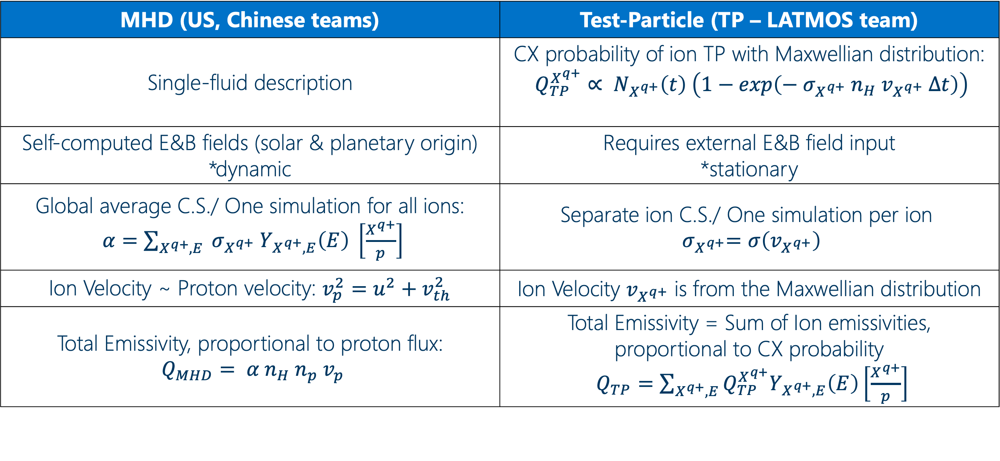 MHD (US, Chinese teams)
Test-Particle (TP – LATMOS team)
Single-fluid description
CX probability of ion TP with Maxwellian distribution:
$Q_{TP}^{X^{q+}} \propto N_{X^{q+}}(t) \left(1 - exp(- \sigma_{X^{q+}} n_H v_{X^{q+}} \Delta t)\right)$
Self-computed E&B fields (solar & planetary origin)
*dynamic
Requires external E&B field input
*stationary
Global average C.S./ One simulation for all ions:
$\alpha = \sum_{X^{q+},E} \sigma_{X^{q+}} Y_{X^{q+},E}(E) \left[\frac{X^{q+}}{p}\right]$
Separate ion C.S./ One simulation per ion
$\sigma_{X^{q+}} = \sigma(v_{X^{q+}})$
Ion Velocity ~ Proton velocity: $v_p^2 = u^2 + v_{th}^2$
Ion Velocity $v_{X^{q+}}$ is from the Maxwellian distribution
Total Emissivity, proportional to proton flux:
$Q_{MHD} = \alpha n_H n_p v_p$
Total Emissivity = Sum of Ion emissivities,
proportional to CX probability
$Q_{TP} = \sum_{X^{q+},E} Q_{TP}^{X^{q+}} Y_{X^{q+},E}(E) \left[\frac{X^{q+}}{p}\right]$